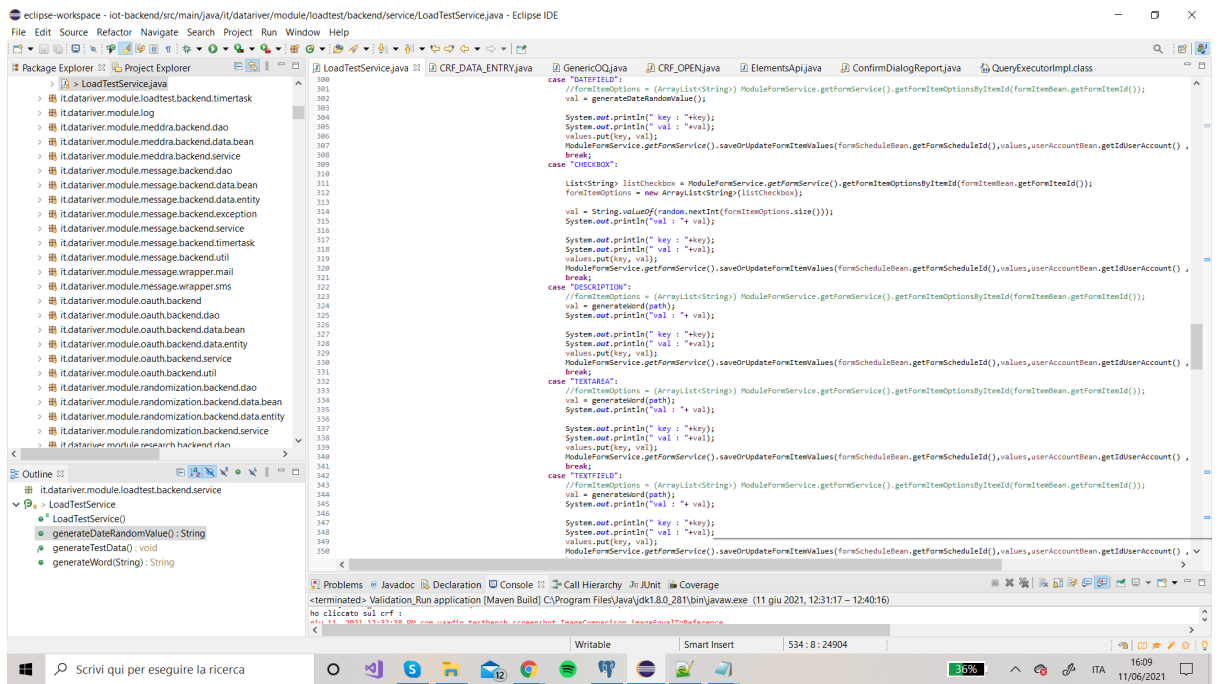 eclipse-workspace - iot-backend/src/main/java/it/datariver/module/loadtest/backend/service/LoadTestService.java - Eclipse IDE
File Edit Source Refactor Navigate Search Project Run Window Help
Package Explorer
Project Explorer
> LoadTestService.java
it.datariver.module.loadtest.backend.timertask
it.datariver.module.log
it.datariver.module.meddra.backend.dao
it.datariver.module.meddra.backend.data.bean
it.datariver.module.meddra.backend.service
it.datariver.module.message.backend.dao
it.datariver.module.message.backend.data.bean
it.datariver.module.message.backend.data.entity
it.datariver.module.message.backend.exception
it.datariver.module.message.backend.service
it.datariver.module.message.backend.timertask
it.datariver.module.message.backend.util
it.datariver.module.message.wrapper.mail
it.datariver.module.message.wrapper.sms
it.datariver.module.oauth.backend
it.datariver.module.oauth.backend.dao
it.datariver.module.oauth.backend.data.bean
it.datariver.module.oauth.backend.data.entity
it.datariver.module.oauth.backend.service
it.datariver.module.oauth.backend.util
it.datariver.module.randomization.backend.dao
it.datariver.module.randomization.backend.data.bean
it.datariver.module.randomization.backend.data.entity
it.datariver.module.randomization.backend.service
it.datariver.module.research.backend.dao
Outline
it.datariver.module.loadtest.backend.service
> LoadTestService
LoadTestService()
generateDateRandomValue() : String
generateTestData() : void
generateWord(String) : String
LoadTestService.java
CRF_DATA_ENTRY.java
GenericOQ.java
CRF_OPEN.java
ElementsApi.java
ConfirmDialogReport.java
QueryExecutorImpl.class
300 case "DATEFIELD":
301 //formItemOptions = (ArrayList<String>) ModuleFormService.getFormService().getFormItemOptionsByItemId(formItemBean.getFormItemId());
302 val = generateDateRandomValue();
303
304 System.out.println(" key : "+key);
305 System.out.println(" val : "+val);
306 values.put(key, val);
307 ModuleFormService.getFormService().saveOrUpdateFormItemValues(formScheduleBean.getFormScheduleId(),values,userAccountBean.getIdUserAccount() ,
308 break;
309 case "CHECKBOX":
310
311 List<String> listCheckbox = ModuleFormService.getFormService().getFormItemOptionsByItemId(formItemBean.getFormItemId());
312 formItemOptions = new ArrayList<String>(listCheckbox);
313
314 val = String.valueOf(random.nextInt(formItemOptions.size()));
315 System.out.println("val : "+ val);
316
317 System.out.println(" key : "+key);
318 System.out.println(" val : "+val);
319 values.put(key, val);
320 ModuleFormService.getFormService().saveOrUpdateFormItemValues(formScheduleBean.getFormScheduleId(),values,userAccountBean.getIdUserAccount() ,
321 break;
322 case "DESCRIPTION":
323 //formItemOptions = (ArrayList<String>) ModuleFormService.getFormService().getFormItemOptionsByItemId(formItemBean.getFormItemId());
324 val = generateWord(path);
325 System.out.println("val : "+ val);
326
327 System.out.println(" key : "+key);
328 System.out.println(" val : "+val);
329 values.put(key, val);
330 ModuleFormService.getFormService().saveOrUpdateFormItemValues(formScheduleBean.getFormScheduleId(),values,userAccountBean.getIdUserAccount() ,
331 break;
332 case "TEXTAREA":
333 //formItemOptions = (ArrayList<String>) ModuleFormService.getFormService().getFormItemOptionsByItemId(formItemBean.getFormItemId());
334 val = generateWord(path);
335 System.out.println("val : "+ val);
336
337 System.out.println(" key : "+key);
338 System.out.println(" val : "+val);
339 values.put(key, val);
340 ModuleFormService.getFormService().saveOrUpdateFormItemValues(formScheduleBean.getFormScheduleId(),values,userAccountBean.getIdUserAccount() ,
341 break;
342 case "TEXTFIELD":
343 //formItemOptions = (ArrayList<String>) ModuleFormService.getFormService().getFormItemOptionsByItemId(formItemBean.getFormItemId());
344 val = generateWord(path);
345 System.out.println("val : "+ val);
346
347 System.out.println(" key : "+key);
348 System.out.println(" val : "+val);
349 values.put(key, val);
350 ModuleFormService.getFormService().saveOrUpdateFormItemValues(formScheduleBean.getFormScheduleId(),values,userAccountBean.getIdUserAccount() ,
Problems Javadoc Declaration Console Call Hierarchy JUnit Coverage
<terminated> Validation_Run application [Maven Build] C:\Program Files\Java\jdk1.8.0_281\bin\javaw.exe (11 giu 2021, 12:31:17 – 12:40:16)
ho cliccato sul crf :
giu 11, 2021 12:32:38 PM com.vaadin.testbench.screenshot.ImageComparison imageEqualToReference
Writable
Smart Insert
534 : 8 : 24904
Scrivi qui per eseguire la ricerca
12
36%
ITA
16:09
11/06/2021